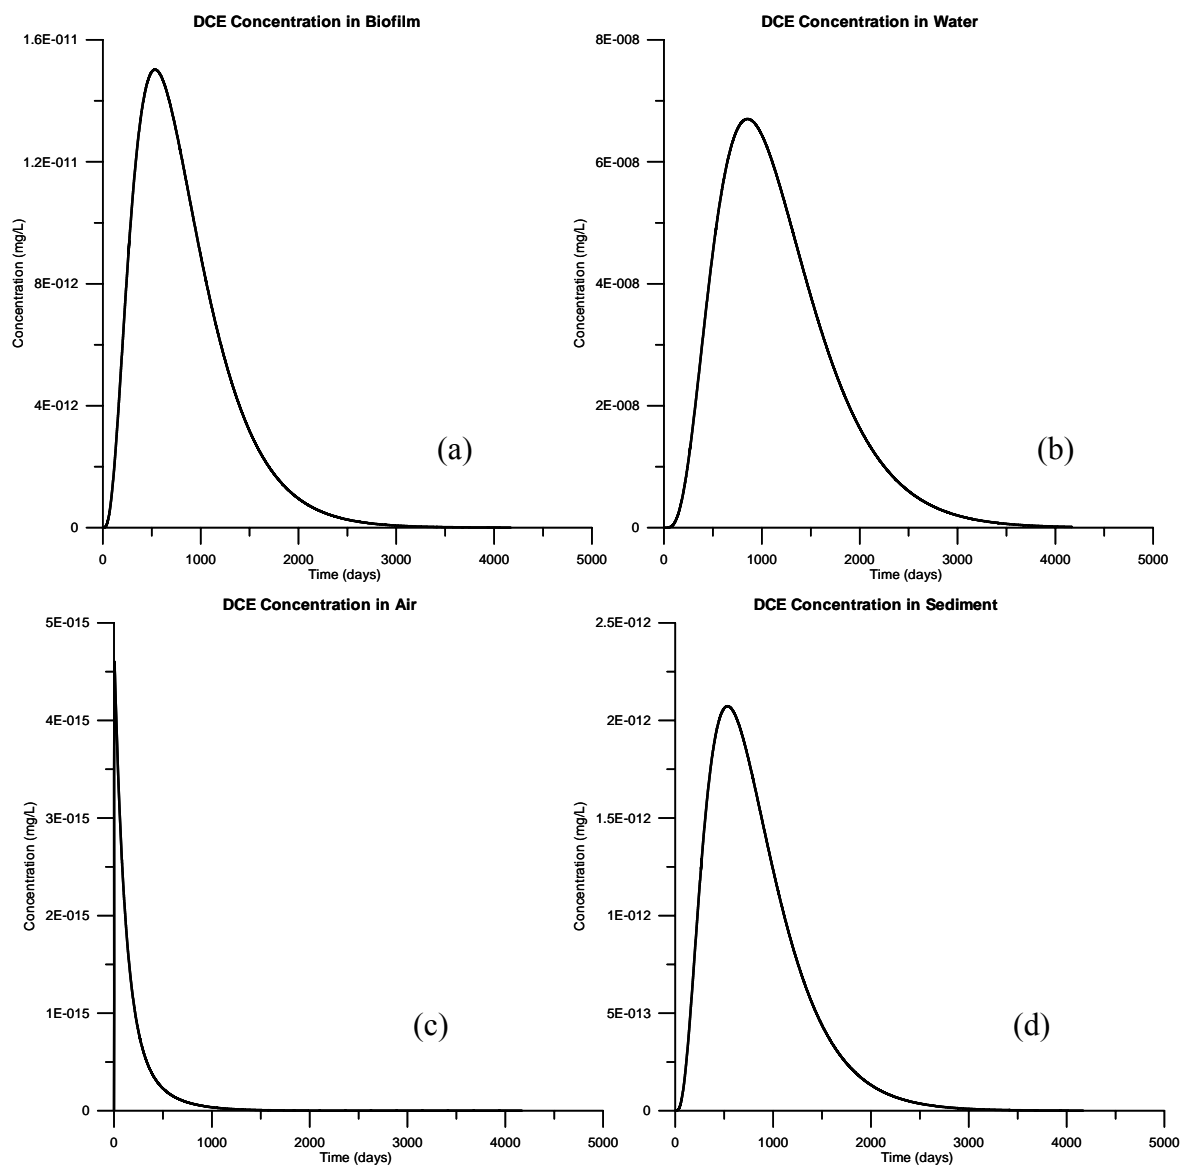 DCE Concentration in Biofilm
1.6E-011
1.2E-011
8E-012
4E-012
0
Concentration (mg/L)
0 1000 2000 3000 4000 5000
Time (days)
(a)
DCE Concentration in Water
8E-008
6E-008
4E-008
2E-008
0
Concentration (mg/L)
0 1000 2000 3000 4000 5000
Time (days)
(b)
DCE Concentration in Air
5E-015
4E-015
3E-015
2E-015
1E-015
0
Concentration (mg/L)
0 1000 2000 3000 4000 5000
Time (days)
(c)
DCE Concentration in Sediment
2.5E-012
2E-012
1.5E-012
1E-012
5E-013
0
Concentration (mg/L)
0 1000 2000 3000 4000 5000
Time (days)
(d)